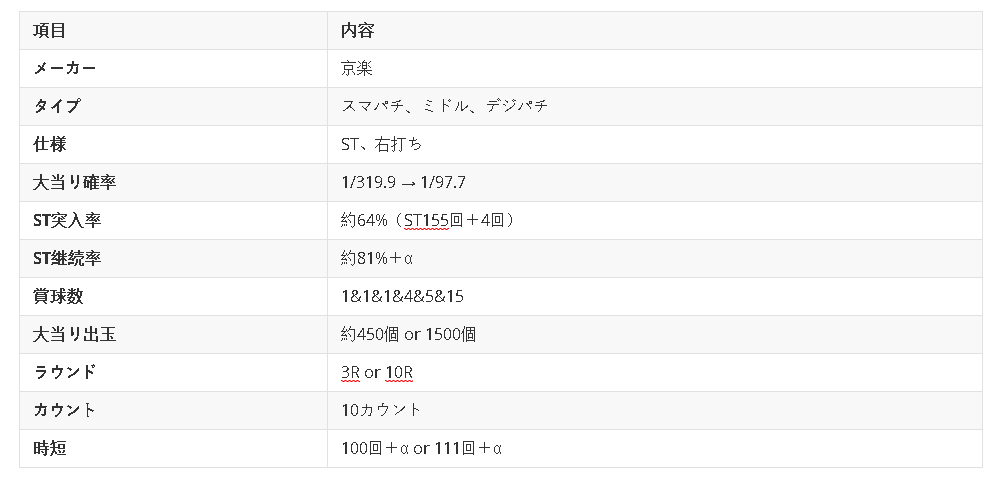 項目 内容
メーカー 京楽
タイプ スマパチ、ミドル、デジパチ
仕様 ST、右打ち
大当り確率 1/319.9 → 1/97.7
ST突入率 約64%（ST155回＋4回）
ST継続率 約81%＋α
賞球数 1&1&1&4&5&15
大当り出玉 約450個 or 1500個
ラウンド 3R or 10R
カウント 10カウント
時短 100回＋α or 111回＋α